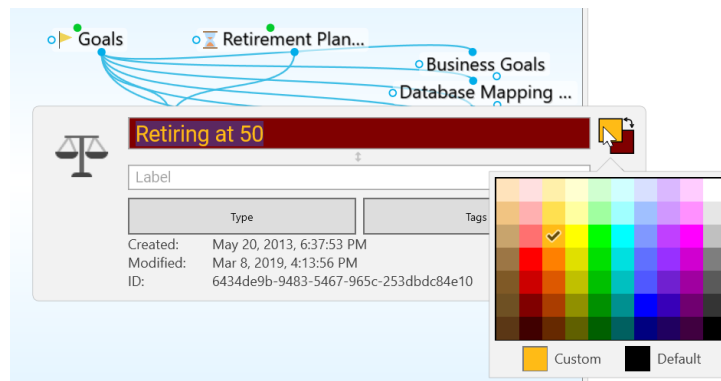 Goals
Retirement Plan...
Business Goals
Database Mapping ...
Retiring at 50
Label
Type
Tags
Created: May 20, 2013, 6:37:53 PM
Modified: Mar 8, 2019, 4:13:56 PM
ID: 6434de9b-9483-5467-965c-253dbdc84e10
Custom
Default